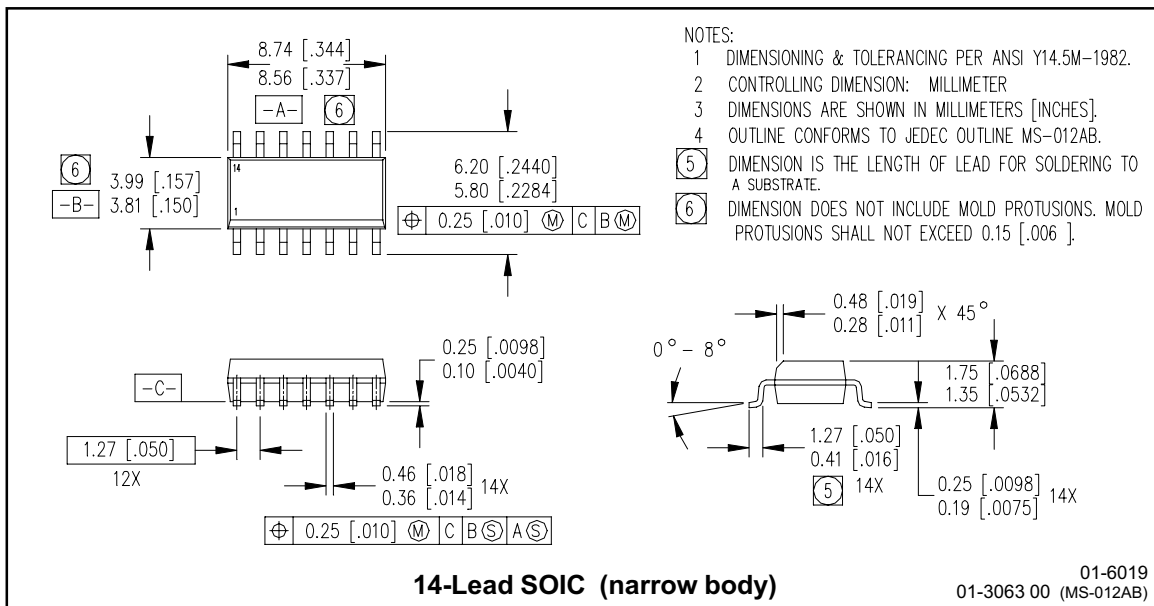 8.74 [.344]
8.56 [.337]
-A- 6
14
1
6
-B-
3.99 [.157]
3.81 [.150]
6.20 [.2440]
5.80 [.2284]
⌖ 0.25 [.010] Ⓜ C B Ⓜ
NOTES:
1 DIMENSIONING & TOLERANCING PER ANSI Y14.5M-1982.
2 CONTROLLING DIMENSION: MILLIMETER
3 DIMENSIONS ARE SHOWN IN MILLIMETERS [INCHES].
4 OUTLINE CONFORMS TO JEDEC OUTLINE MS-012AB.
5 DIMENSION IS THE LENGTH OF LEAD FOR SOLDERING TO
A SUBSTRATE.
6 DIMENSION DOES NOT INCLUDE MOLD PROTUSIONS. MOLD
PROTUSIONS SHALL NOT EXCEED 0.15 [.006 ].
-C-
0.25 [.0098]
0.10 [.0040]
1.27 [.050]
12X
0.46 [.018]
0.36 [.014] 14X
⌖ 0.25 [.010] Ⓜ C B Ⓢ A Ⓢ
0.48 [.019]
0.28 [.011] X 45°
0°-8°
1.75 [.0688]
1.35 [.0532]
1.27 [.050]
0.41 [.016]
5 14X
0.25 [.0098]
0.19 [.0075] 14X
14-Lead SOIC (narrow body)
01-6019
01-3063 00 (MS-012AB)